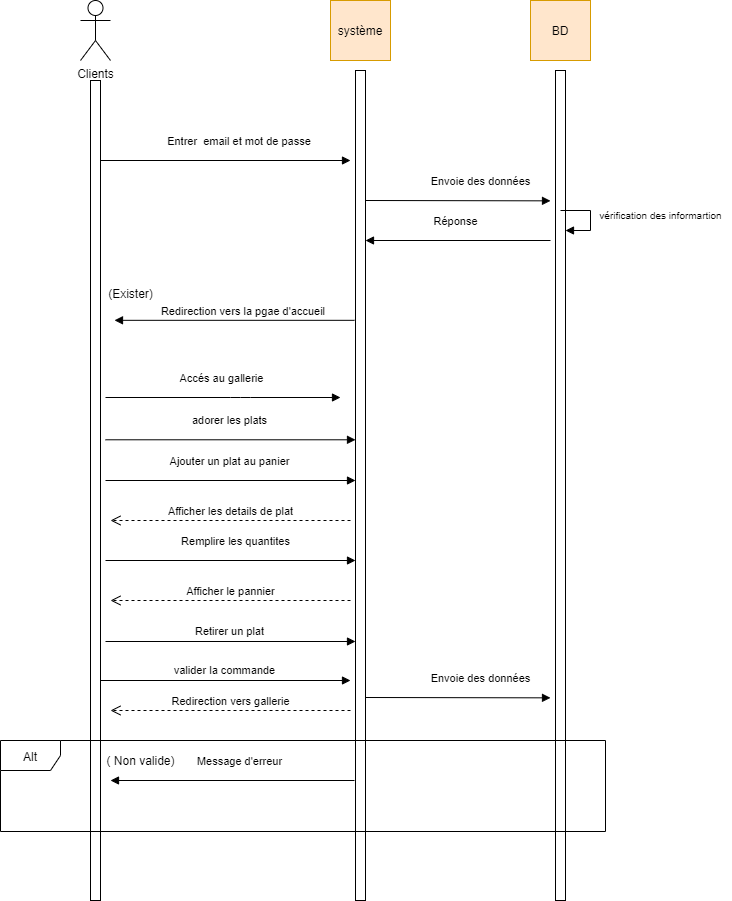 Clients
système
BD
Entrer email et mot de passe
Envoie des données
vérification des informartion
Réponse
(Exister)
Redirection vers la pgae d'accueil
Accés au gallerie
adorer les plats
Ajouter un plat au panier
Afficher les details de plat
Remplire les quantites
Afficher le pannier
Retirer un plat
valider la commande
Envoie des données
Redirection vers gallerie
Alt
( Non valide)
Message d'erreur